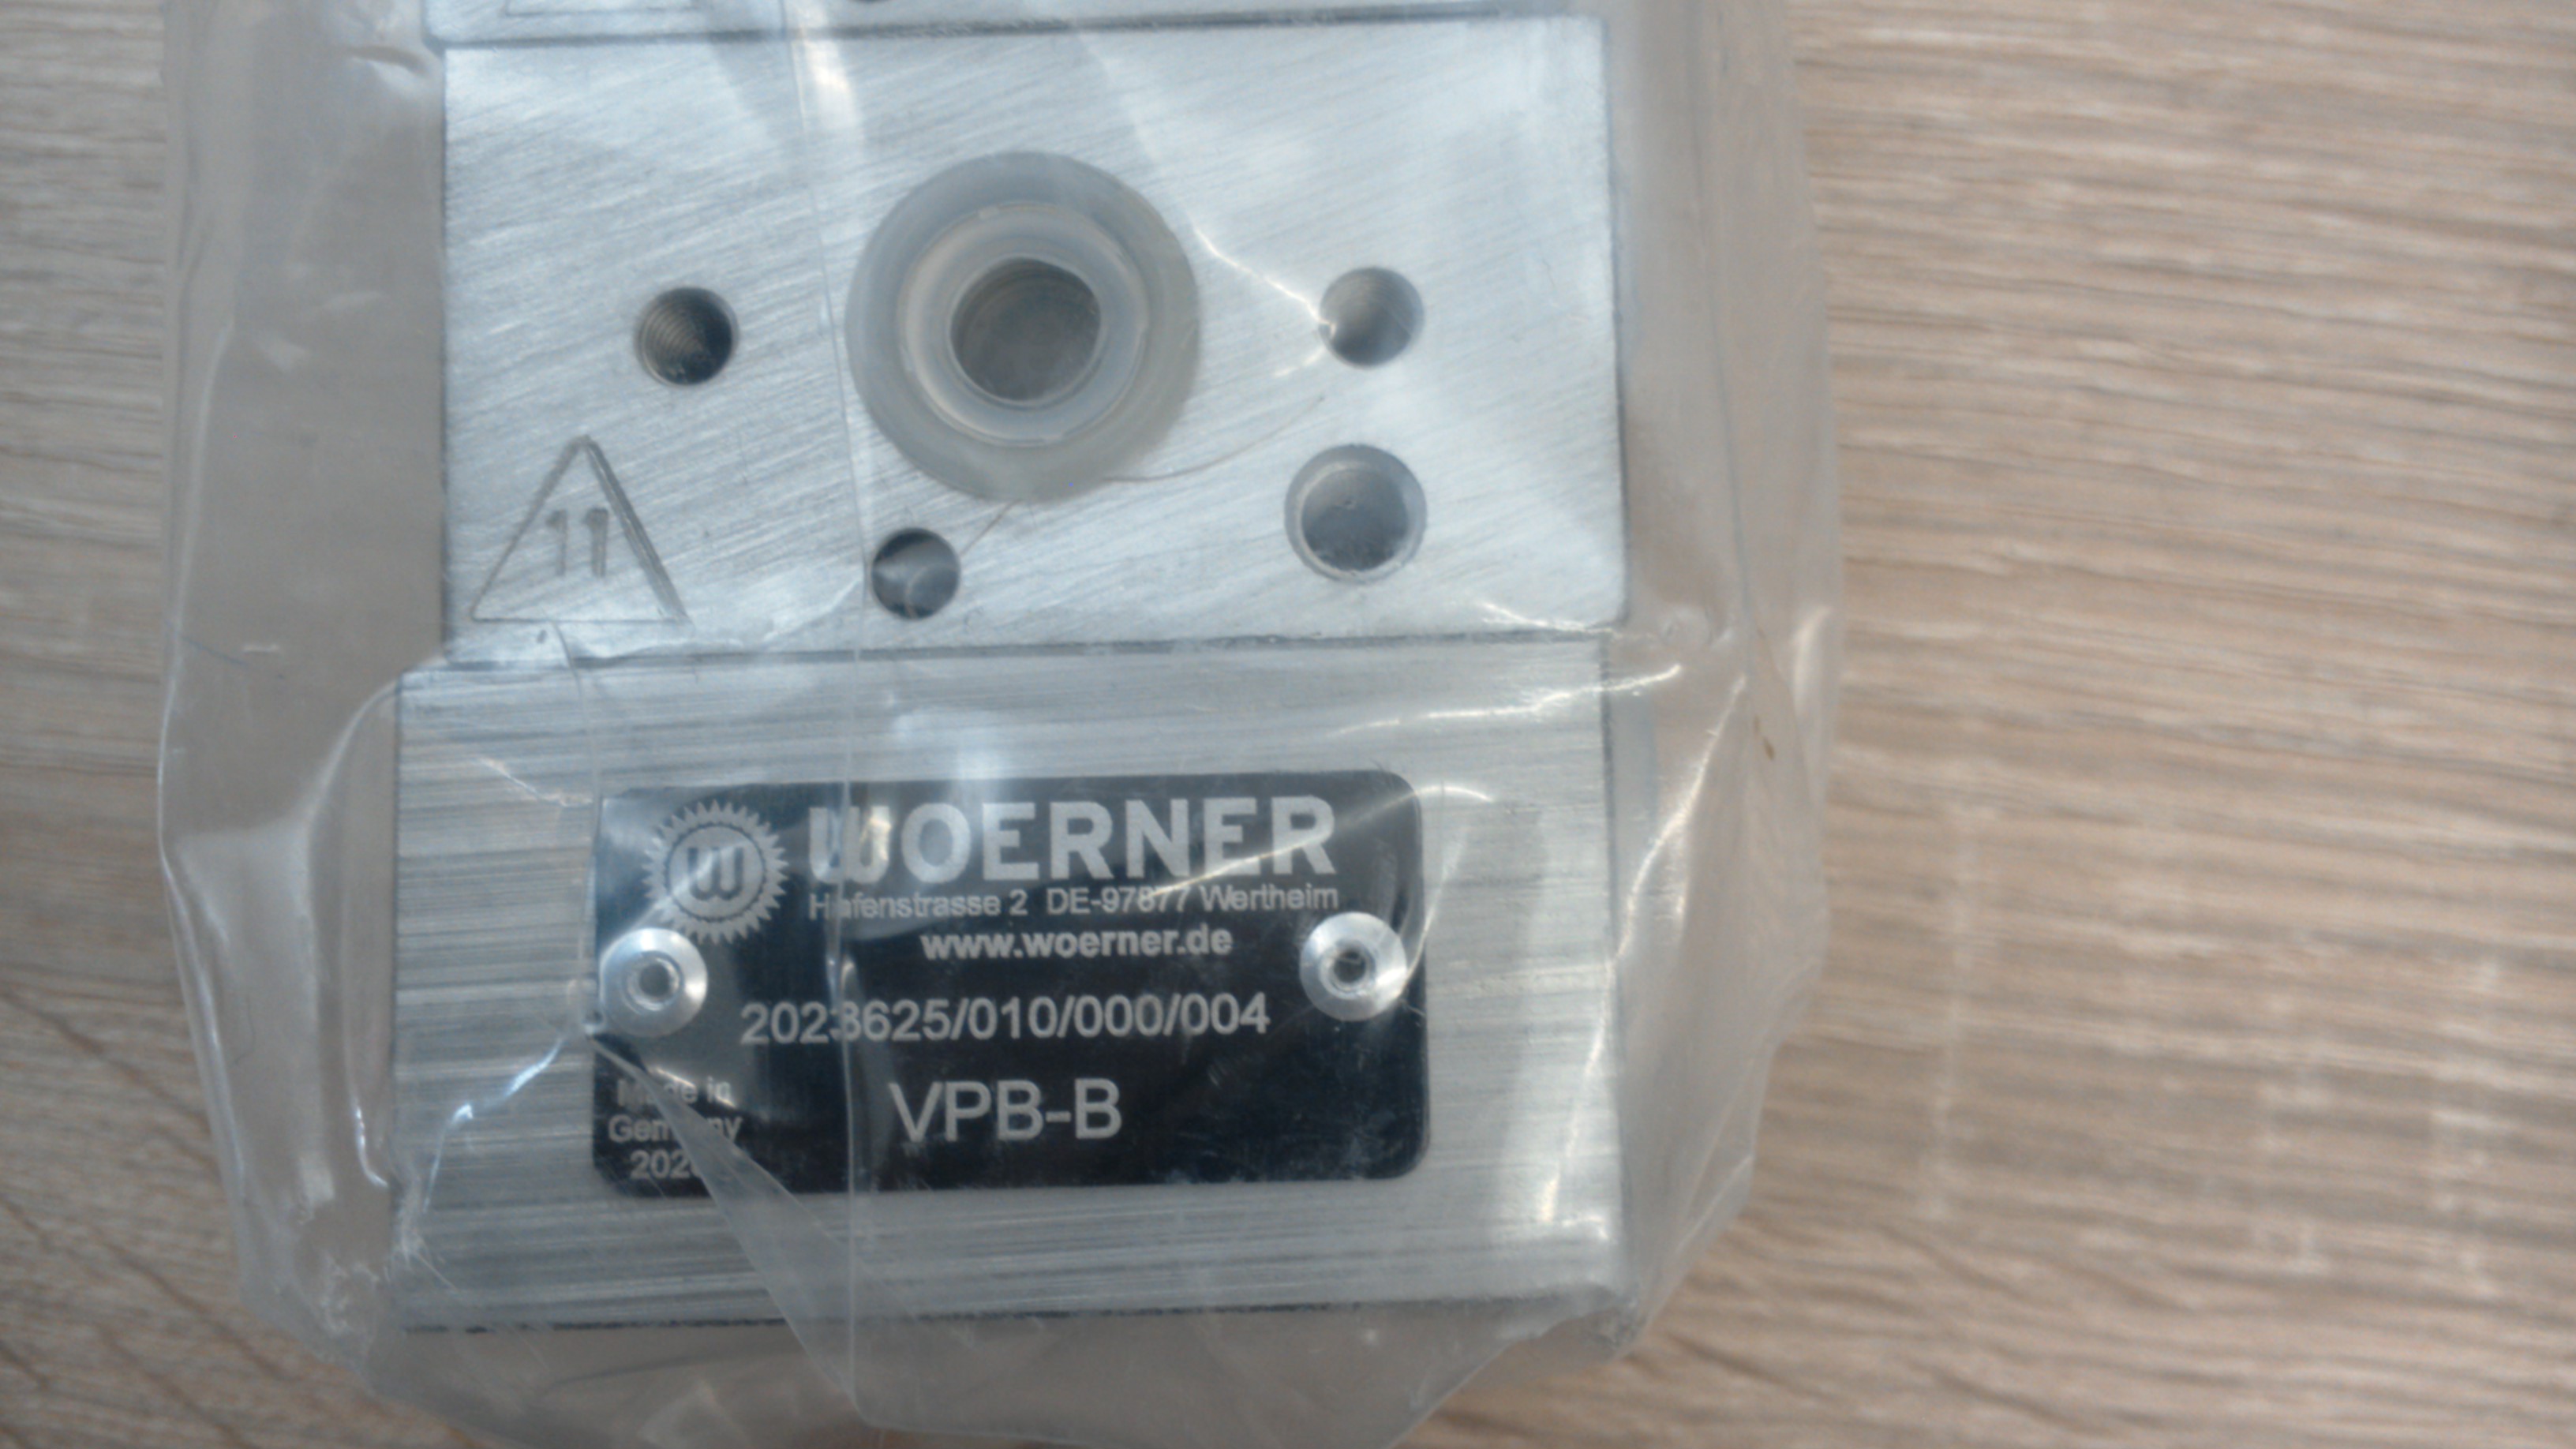 11
W WOERNER
Hafenstrasse 2 DE-97877 Wertheim
www.woerner.de
2023625/010/000/004
Made in
Germany
VPB-B